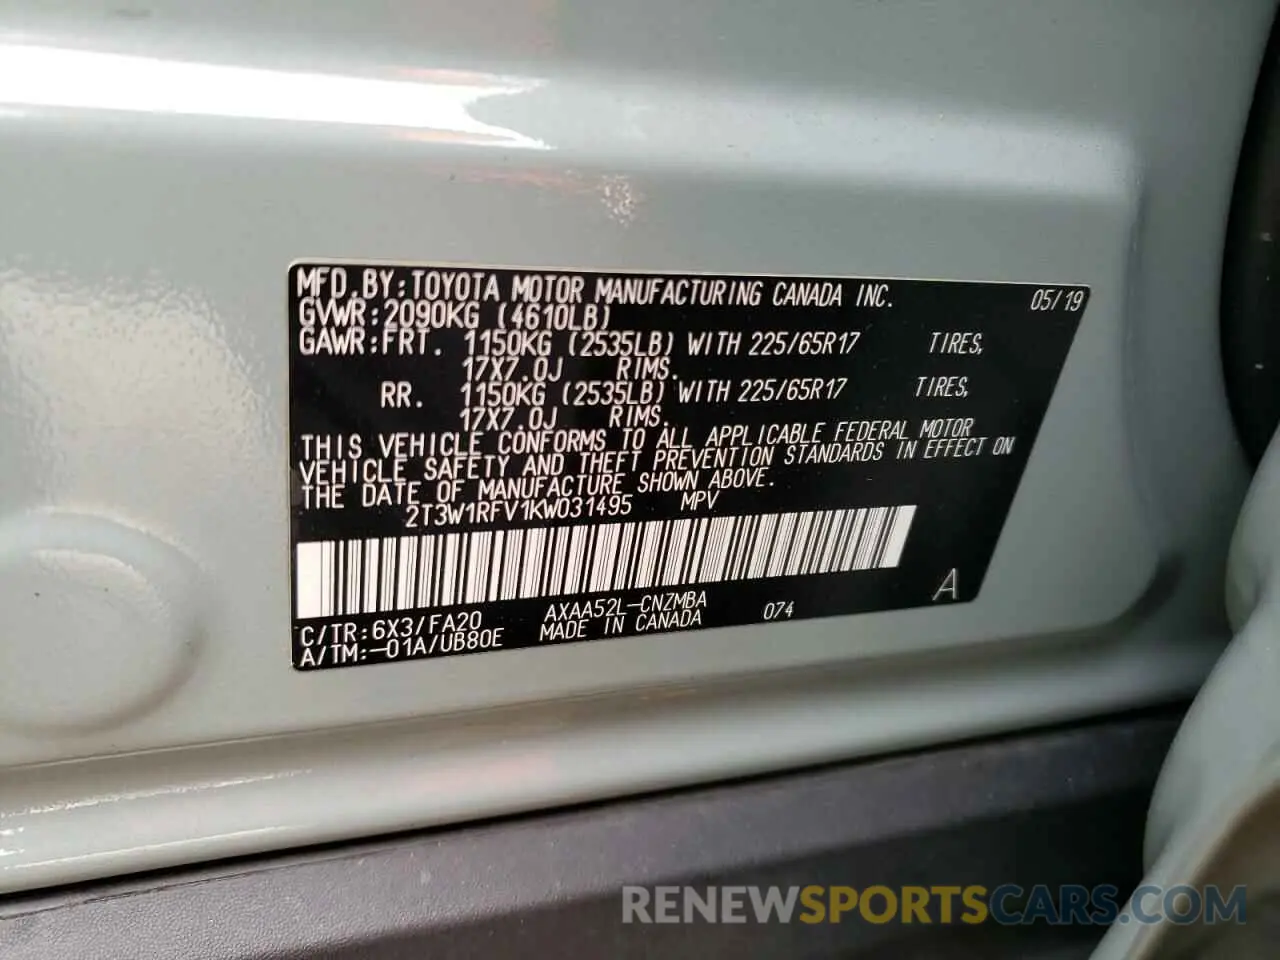 MFD.BY:TOYOTA MOTOR MANUFACTURING CANADA INC. 05/19
GVWR:2090KG (4610LB)
GAWR:FRT. 1150KG (2535LB) WITH 225/65R17 TIRES,
17X7.0J RIMS.
RR. 1150KG (2535LB) WITH 225/65R17 TIRES,
17X7.0J RIMS.
THIS VEHICLE CONFORMS TO ALL APPLICABLE FEDERAL MOTOR
VEHICLE SAFETY AND THEFT PREVENTION STANDARDS IN EFFECT ON
THE DATE OF MANUFACTURE SHOWN ABOVE.
2T3W1RFV1KW031495 MPV
C/TR:6X3/FA20 AXAA52L-CNZMBA 074 A
A/TM:-01A/UB80E MADE IN CANADA
RENEWSPORTSCARS.COM